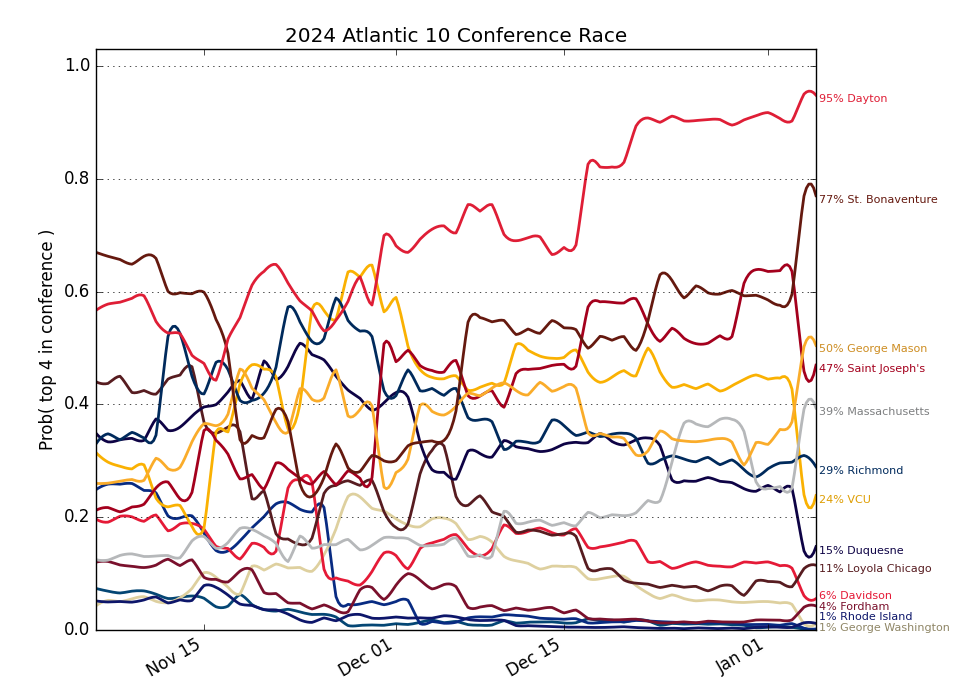 2024 Atlantic 10 Conference Race
Prob( top 4 in conference )
1.0
0.8
0.6
0.4
0.2
0.0
Nov 15
Dec 01
Dec 15
Jan 01
95% Dayton
77% St. Bonaventure
50% George Mason
47% Saint Joseph's
39% Massachusetts
29% Richmond
24% VCU
15% Duquesne
11% Loyola Chicago
6% Davidson
4% Fordham
1% Rhode Island
1% George Washington